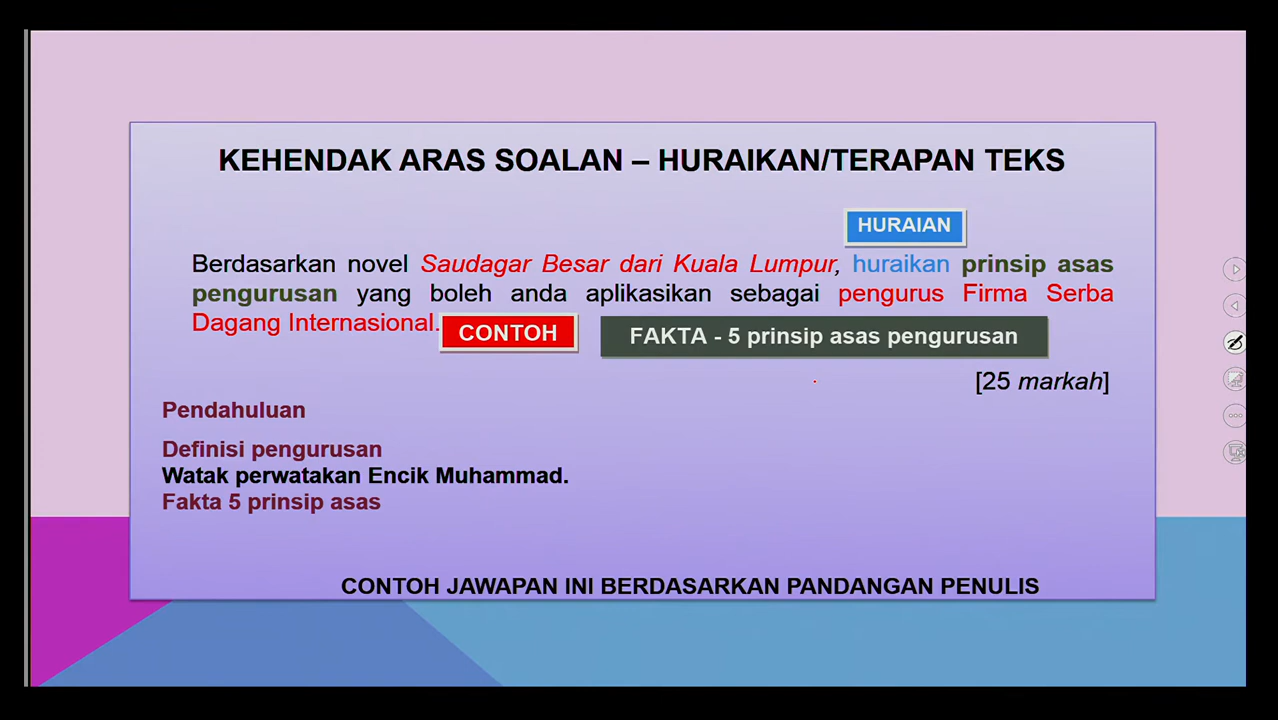 KEHENDAK ARAS SOALAN – HURAIKAN/TERAPAN TEKS
HURAIAN
Berdasarkan novel Saudagar Besar dari Kuala Lumpur, huraikan prinsip asas
pengurusan yang boleh anda aplikasikan sebagai pengurus Firma Serba
Dagang Internasional.
CONTOH
FAKTA - 5 prinsip asas pengurusan
[25 markah]
Pendahuluan
Definisi pengurusan
Watak perwatakan Encik Muhammad.
Fakta 5 prinsip asas
CONTOH JAWAPAN INI BERDASARKAN PANDANGAN PENULIS